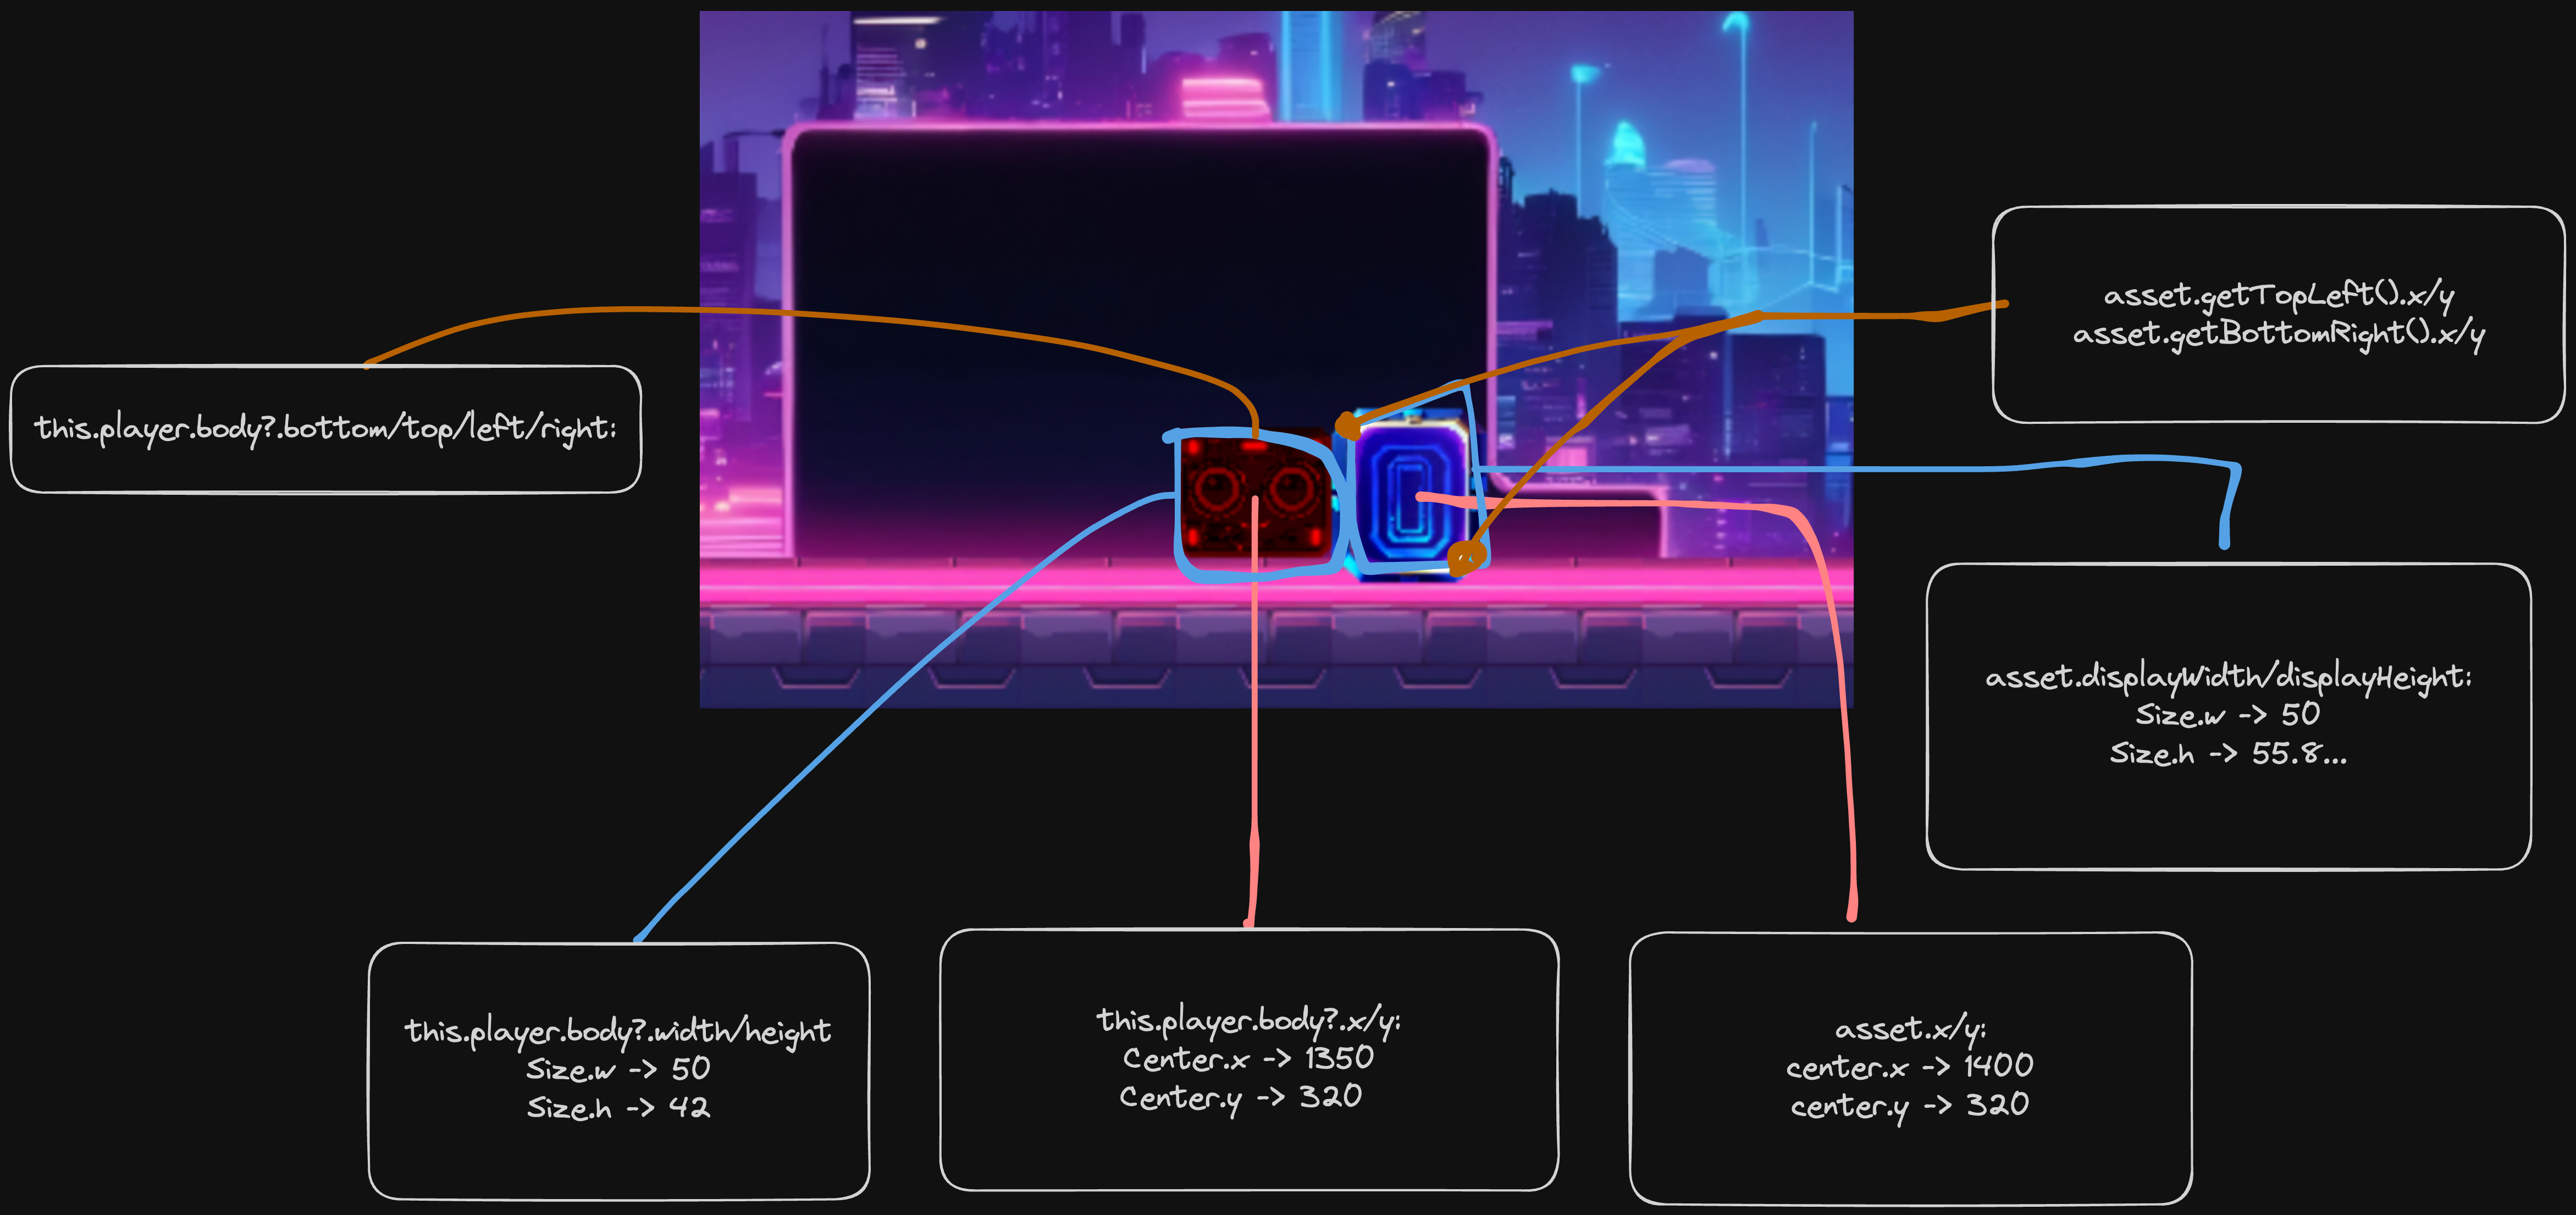 asset.getTopLeft().x/y
asset.getBottomRight().x/y
this.player.body?.bottom/top/left/right:
asset.displayWidth/displayHeight:
Size.w -> 50
Size.h -> 55.8...
this.player.body?.width/height
Size.w -> 50
Size.h -> 42
this.player.body?.x/y:
Center.x -> 1350
Center.y -> 320
asset.x/y:
center.x -> 1400
center.y -> 320